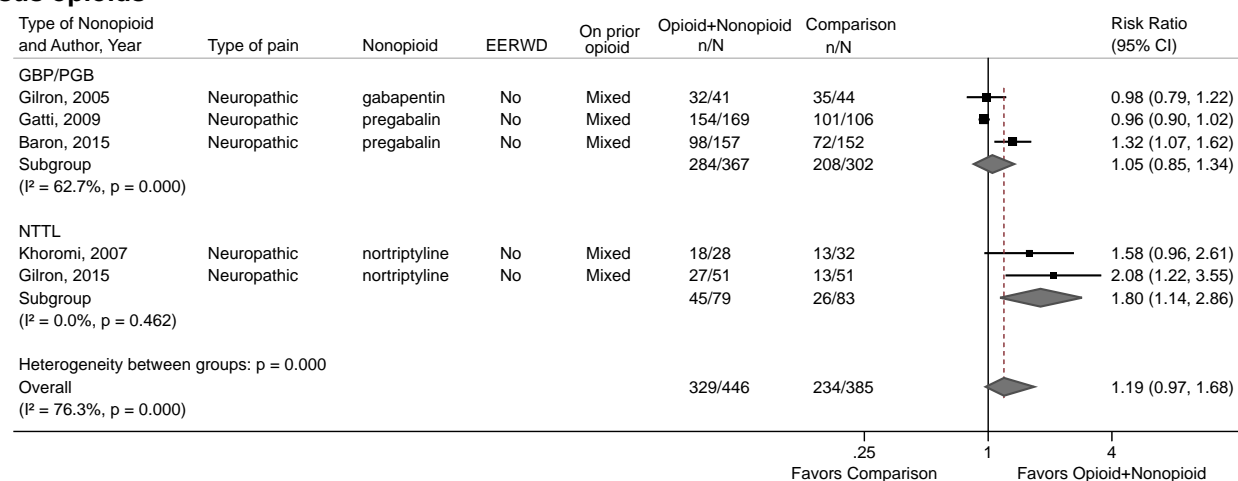 Type of Nonopioid and Author, Year Type of pain Nonopioid EERWD On prior opioid Opioid+Nonopioid n/N Comparison n/N Risk Ratio (95% CI)
GBP/PGB
Gilron, 2005 Neuropathic gabapentin No Mixed 32/41 35/44 0.98 (0.79, 1.22)
Gatti, 2009 Neuropathic pregabalin No Mixed 154/169 101/106 0.96 (0.90, 1.02)
Baron, 2015 Neuropathic pregabalin No Mixed 98/157 72/152 1.32 (1.07, 1.62)
Subgroup 284/367 208/302 1.05 (0.85, 1.34)
(I² = 62.7%, p = 0.000)
NTTL
Khoromi, 2007 Neuropathic nortriptyline No Mixed 18/28 13/32 1.58 (0.96, 2.61)
Gilron, 2015 Neuropathic nortriptyline No Mixed 27/51 13/51 2.08 (1.22, 3.55)
Subgroup 45/79 26/83 1.80 (1.14, 2.86)
(I² = 0.0%, p = 0.462)
Heterogeneity between groups: p = 0.000
Overall 329/446 234/385 1.19 (0.97, 1.68)
(I² = 76.3%, p = 0.000)
.25 1 4
Favors Comparison Favors Opioid+Nonopioid